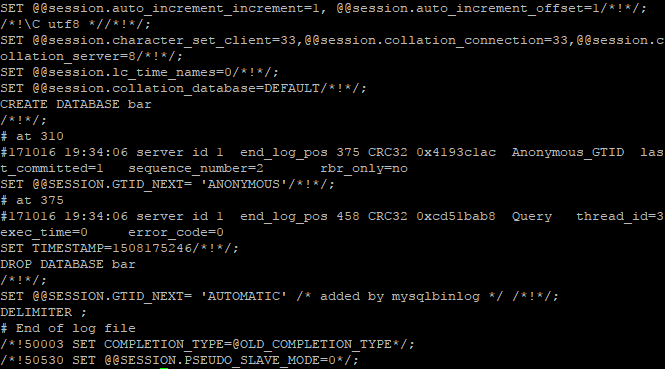 SET @@session.auto_increment_increment=1, @@session.auto_increment_offset=1/*!*/;
/*!\C utf8 *//*!*/;
SET @@session.character_set_client=33,@@session.collation_connection=33,@@session.c
ollation_server=8/*!*/;
SET @@session.lc_time_names=0/*!*/;
SET @@session.collation_database=DEFAULT/*!*/;
CREATE DATABASE bar
/*!*/;
# at 310
#171016 19:34:06 server id 1  end_log_pos 375 CRC32 0x4193c1ac  Anonymous_GTID  las
t_committed=1   sequence_number=2       rbr_only=no
SET @@SESSION.GTID_NEXT= 'ANONYMOUS'/*!*/;
# at 375
#171016 19:34:06 server id 1  end_log_pos 458 CRC32 0xcd51bab8  Query   thread_id=3
exec_time=0     error_code=0
SET TIMESTAMP=1508175246/*!*/;
DROP DATABASE bar
/*!*/;
SET @@SESSION.GTID_NEXT= 'AUTOMATIC' /* added by mysqlbinlog */ /*!*/;
DELIMITER ;
# End of log file
/*!50003 SET COMPLETION_TYPE=@OLD_COMPLETION_TYPE*/;
/*!50530 SET @@SESSION.PSEUDO_SLAVE_MODE=0*/;